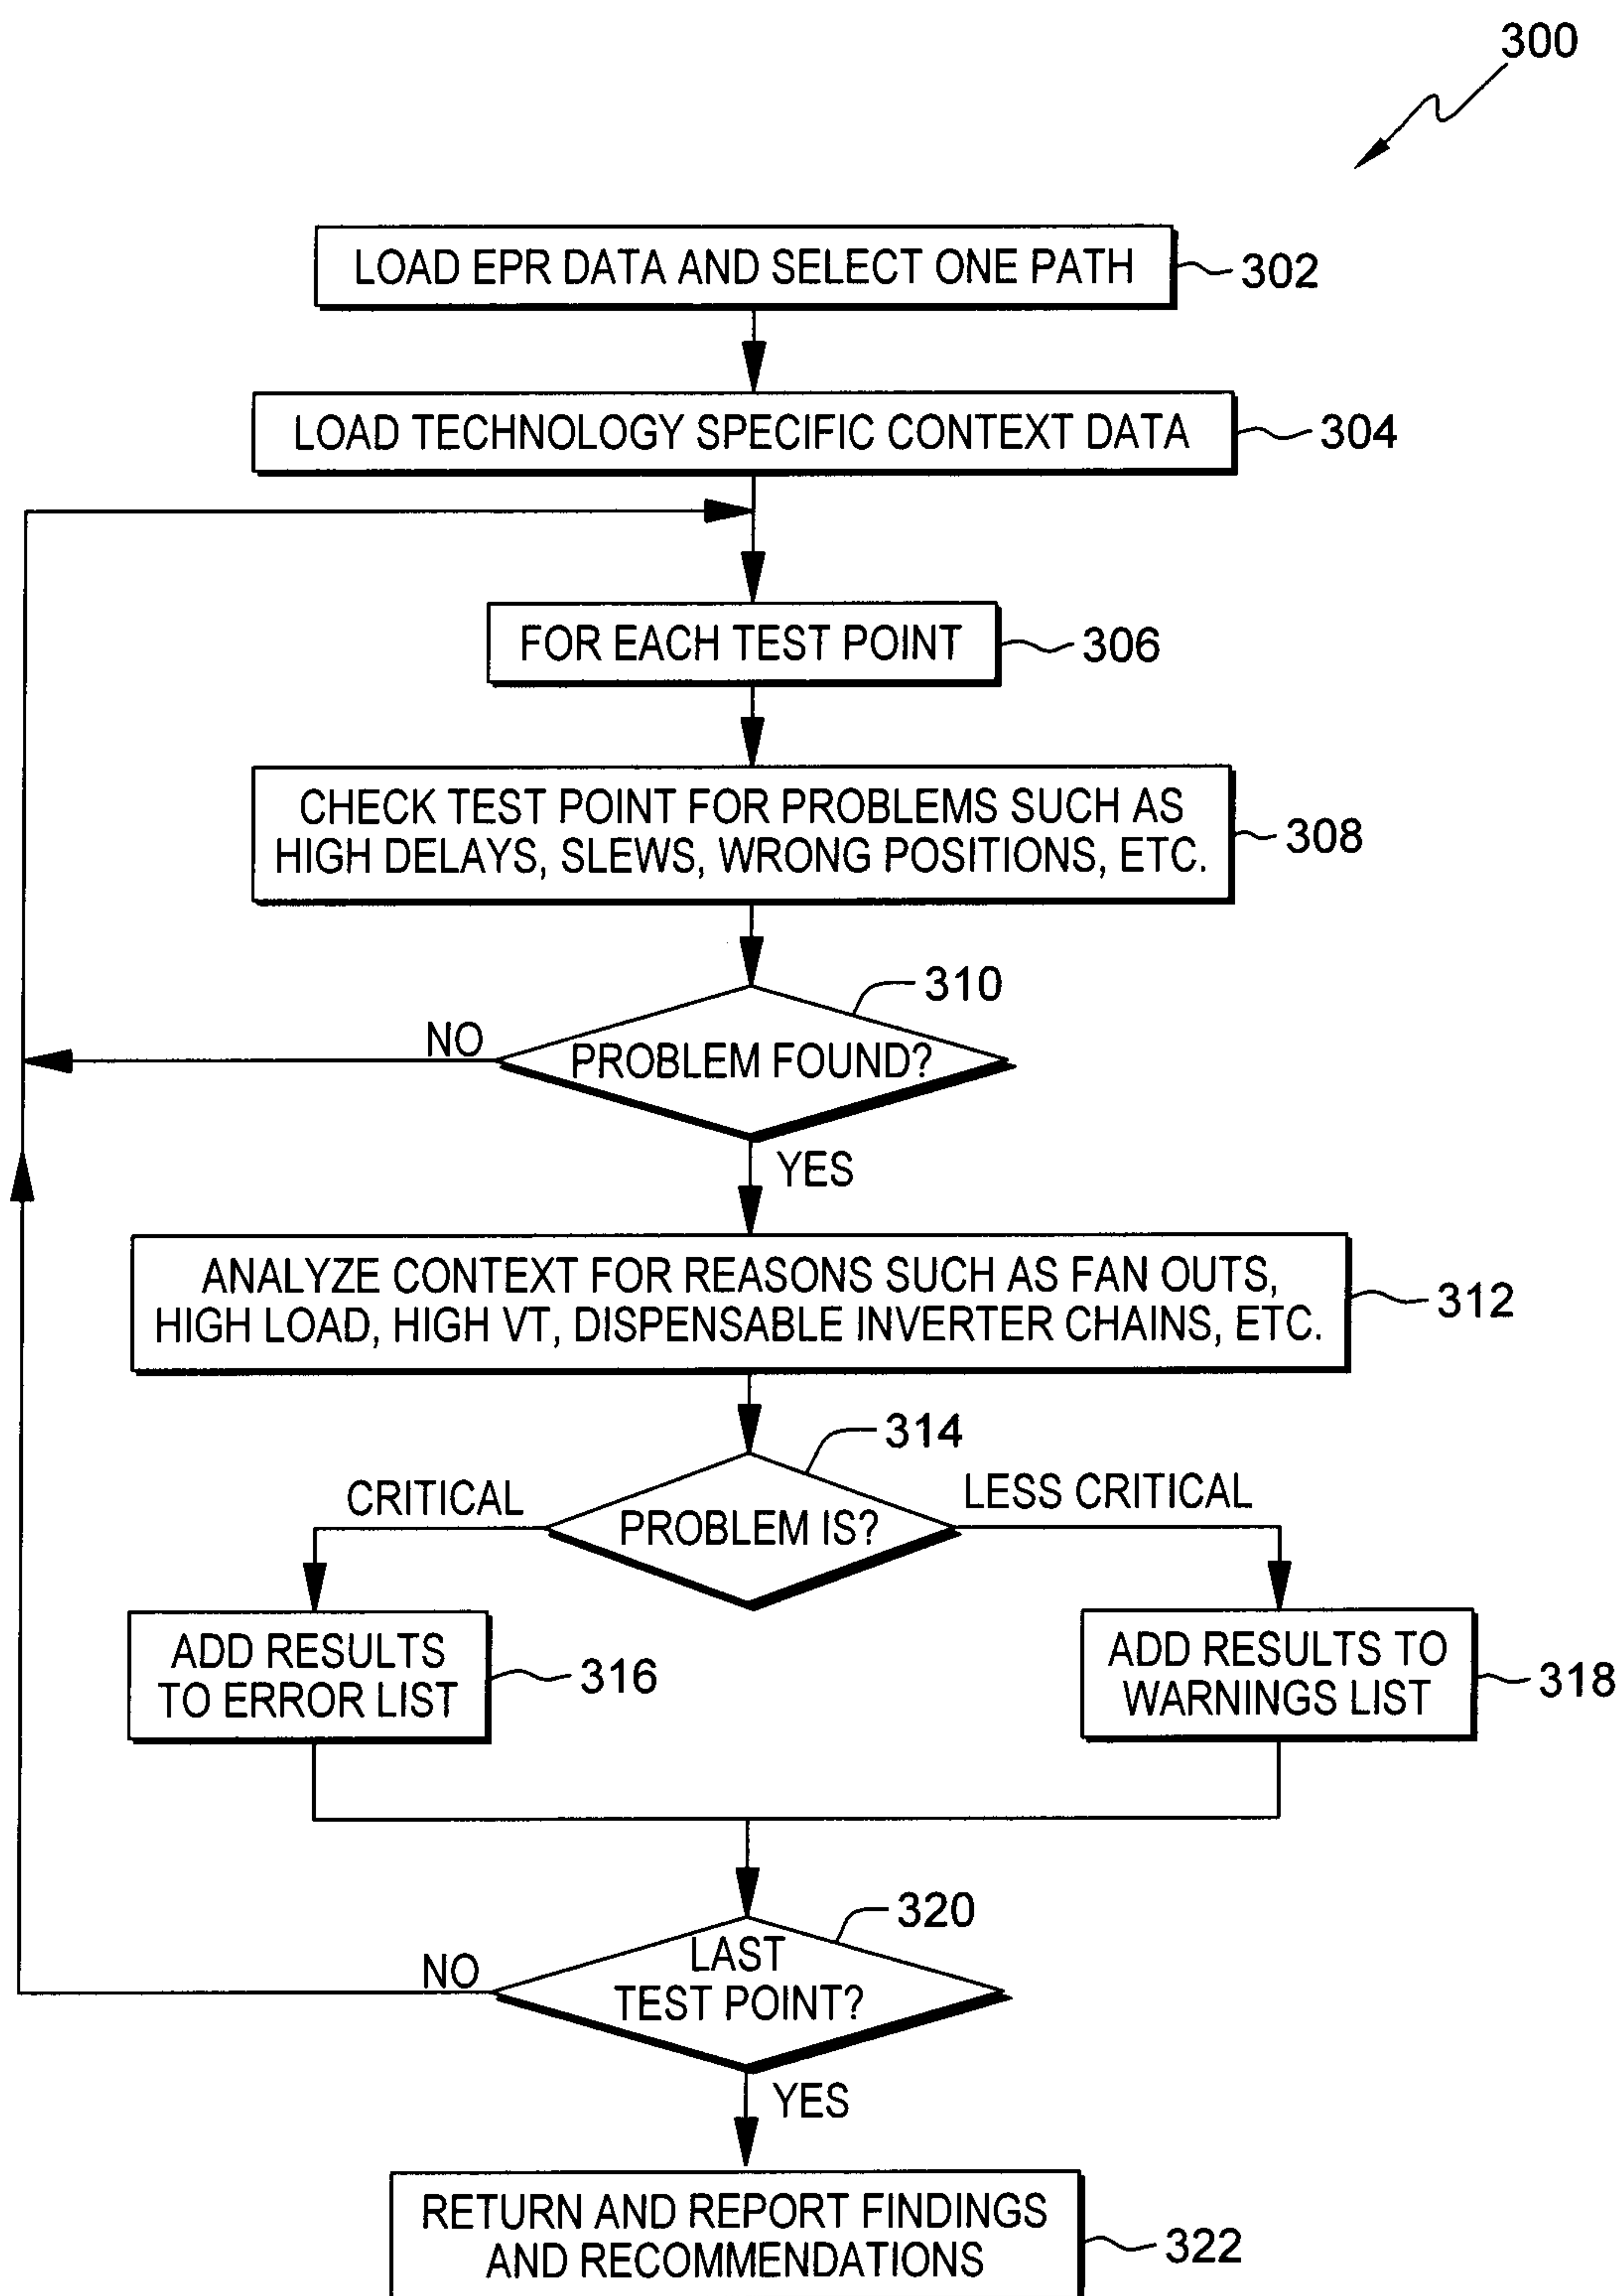 300
LOAD EPR DATA AND SELECT ONE PATH
302
LOAD TECHNOLOGY SPECIFIC CONTEXT DATA
304
FOR EACH TEST POINT
306
CHECK TEST POINT FOR PROBLEMS SUCH AS
HIGH DELAYS, SLEWS, WRONG POSITIONS, ETC.
308
310
NO
PROBLEM FOUND?
YES
ANALYZE CONTEXT FOR REASONS SUCH AS FAN OUTS,
HIGH LOAD, HIGH VT, DISPENSABLE INVERTER CHAINS, ETC.
312
314
CRITICAL
PROBLEM IS?
LESS CRITICAL
ADD RESULTS
TO ERROR LIST
316
ADD RESULTS TO
WARNINGS LIST
318
320
NO
LAST
TEST POINT?
YES
RETURN AND REPORT FINDINGS
AND RECOMMENDATIONS
322